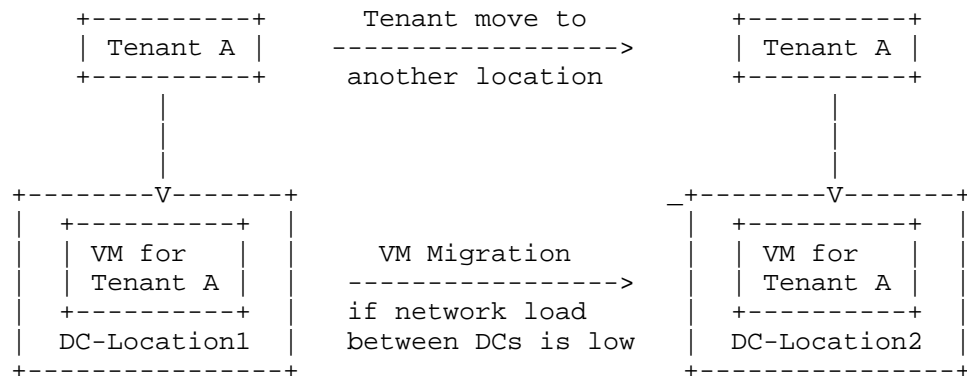 Tenant move to
Tenant A ------------------> Tenant A
another location
V V
VM for VM Migration VM for
Tenant A -----------------> Tenant A
if network load
DC-Location1 between DCs is low DC-Location2